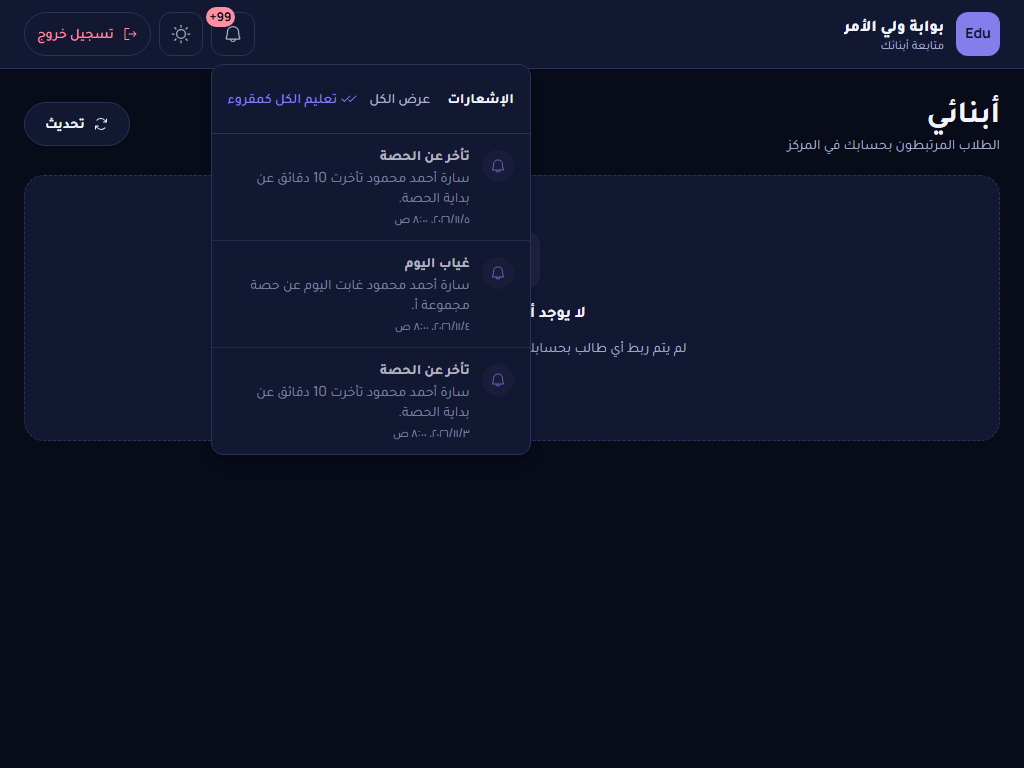 Edu
بوابة ولي الأمر
متابعة أبنائك
99+
تسجيل خروج
أبنائي
الطلاب المرتبطون بحسابك في المركز
تحديث
الإشعارات
عرض الكل
تعليم الكل كمقروء
تأخر عن الحصة
سارة أحمد محمود تأخرت 10 دقائق عن
بداية الحصة.
٢٠٢٦/١١/٥، ٨:٠٠ ص
غياب اليوم
سارة أحمد محمود غابت اليوم عن حصة
مجموعة أ.
٢٠٢٦/١١/٤، ٨:٠٠ ص
تأخر عن الحصة
سارة أحمد محمود تأخرت 10 دقائق عن
بداية الحصة.
٢٠٢٦/١١/٣، ٨:٠٠ ص
لا يوجد
لم يتم ربط أي طالب بحسابك